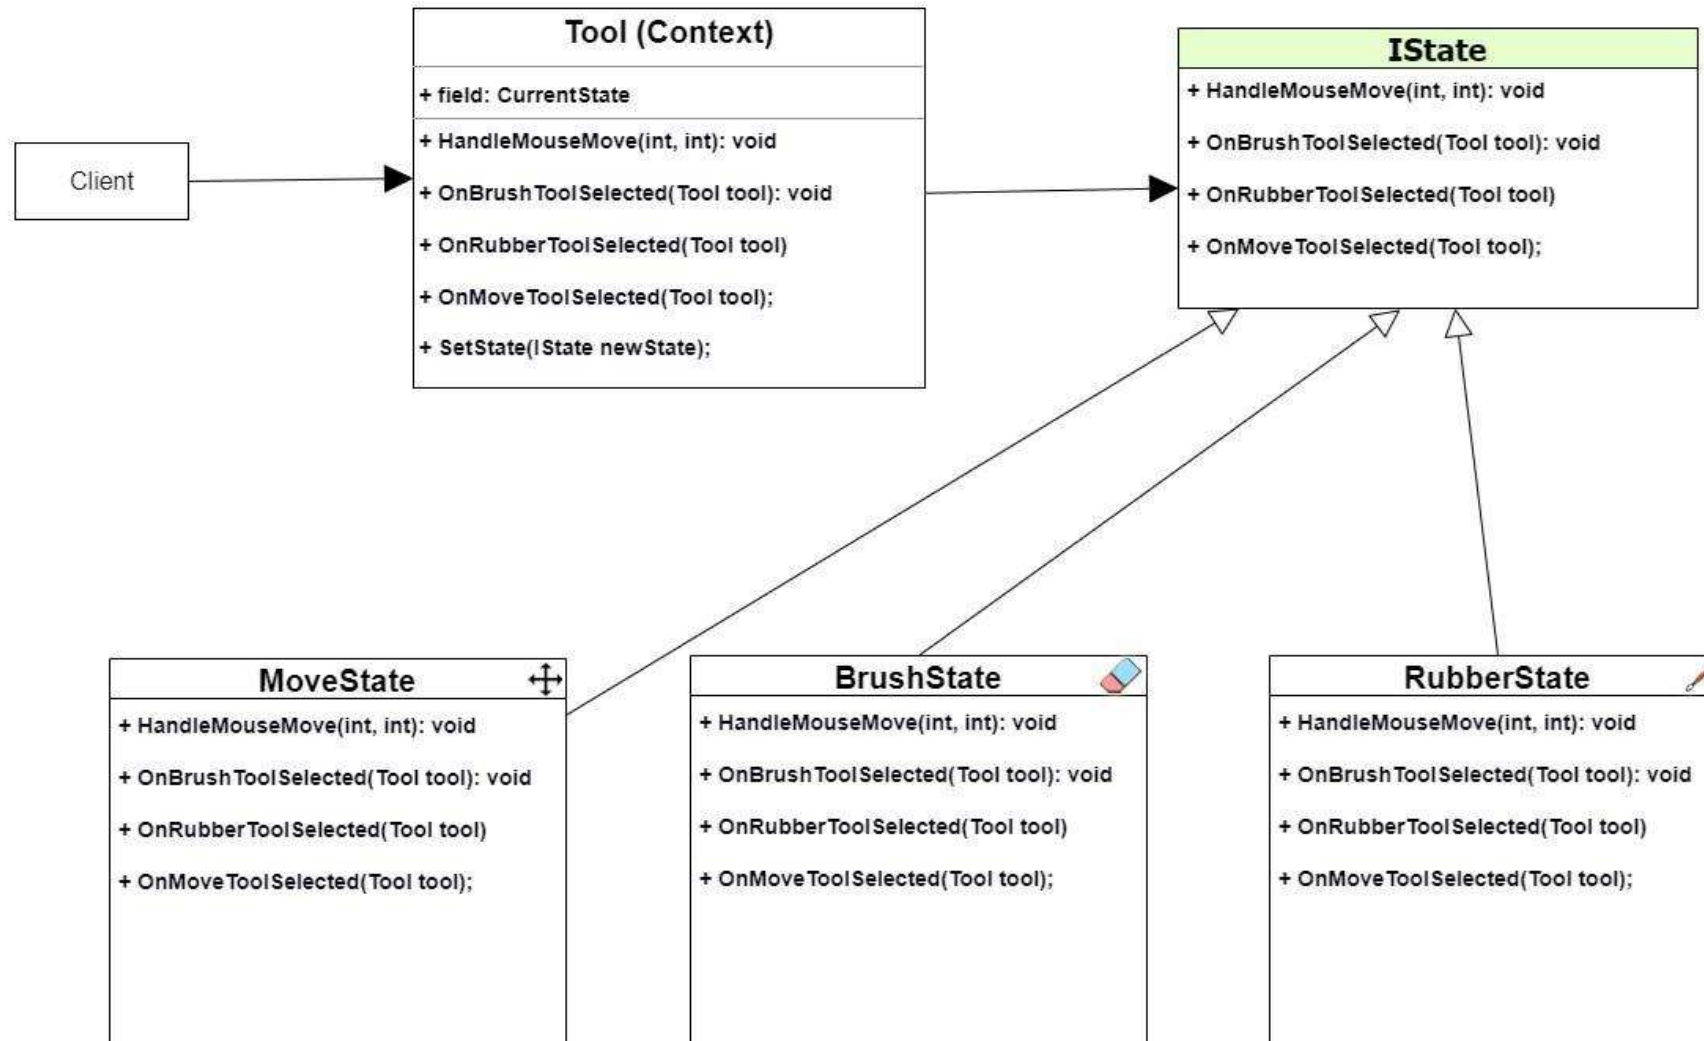 Client
Tool (Context)
+ field: CurrentState
+ HandleMouseMove(int, int): void
+ OnBrushToolSelected(Tool tool): void
+ OnRubberToolSelected(Tool tool)
+ OnMoveToolSelected(Tool tool);
+ SetState(IState newState);
IState
+ HandleMouseMove(int, int): void
+ OnBrushToolSelected(Tool tool): void
+ OnRubberToolSelected(Tool tool)
+ OnMoveToolSelected(Tool tool);
MoveState
+ HandleMouseMove(int, int): void
+ OnBrushToolSelected(Tool tool): void
+ OnRubberToolSelected(Tool tool)
+ OnMoveToolSelected(Tool tool);
BrushState
+ HandleMouseMove(int, int): void
+ OnBrushToolSelected(Tool tool): void
+ OnRubberToolSelected(Tool tool)
+ OnMoveToolSelected(Tool tool);
RubberState
+ HandleMouseMove(int, int): void
+ OnBrushToolSelected(Tool tool): void
+ OnRubberToolSelected(Tool tool)
+ OnMoveToolSelected(Tool tool);